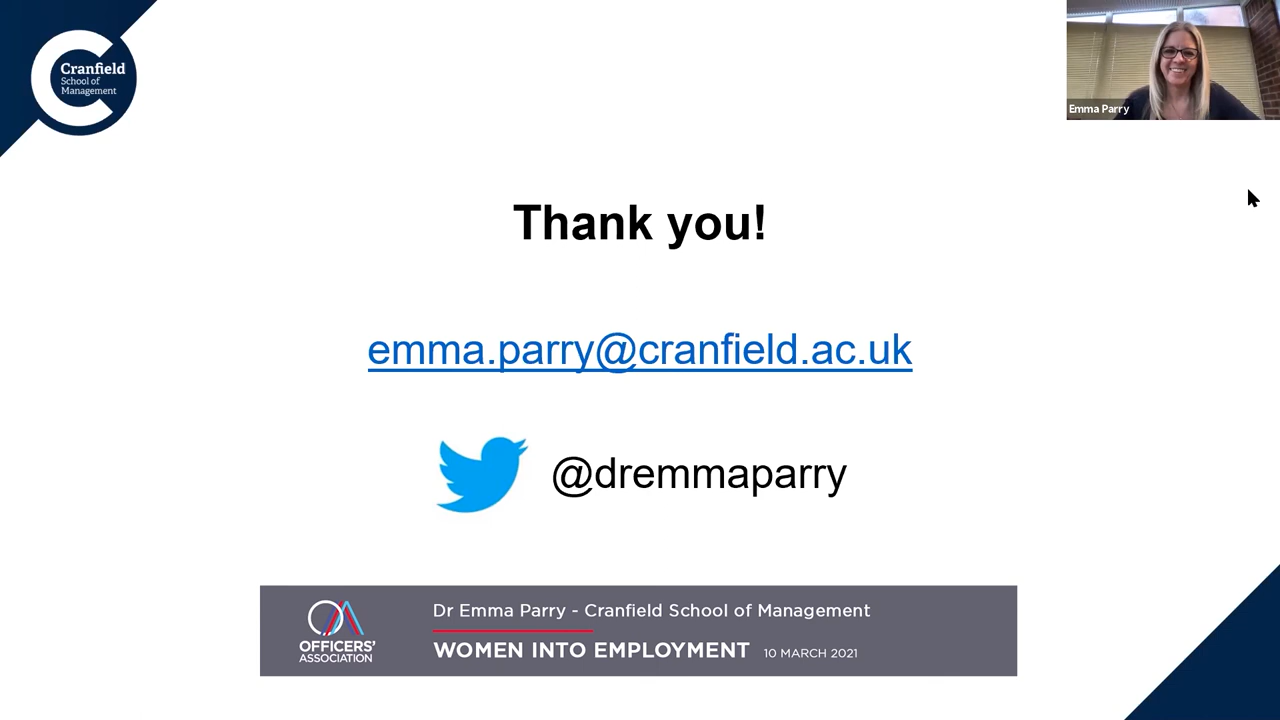 Cranfield
School of
Management
Emma Parry
Thank you!
emma.parry@cranfield.ac.uk
@dremmaparry
OFFICERS'
ASSOCIATION
Dr Emma Parry - Cranfield School of Management
WOMEN INTO EMPLOYMENT 10 MARCH 2021